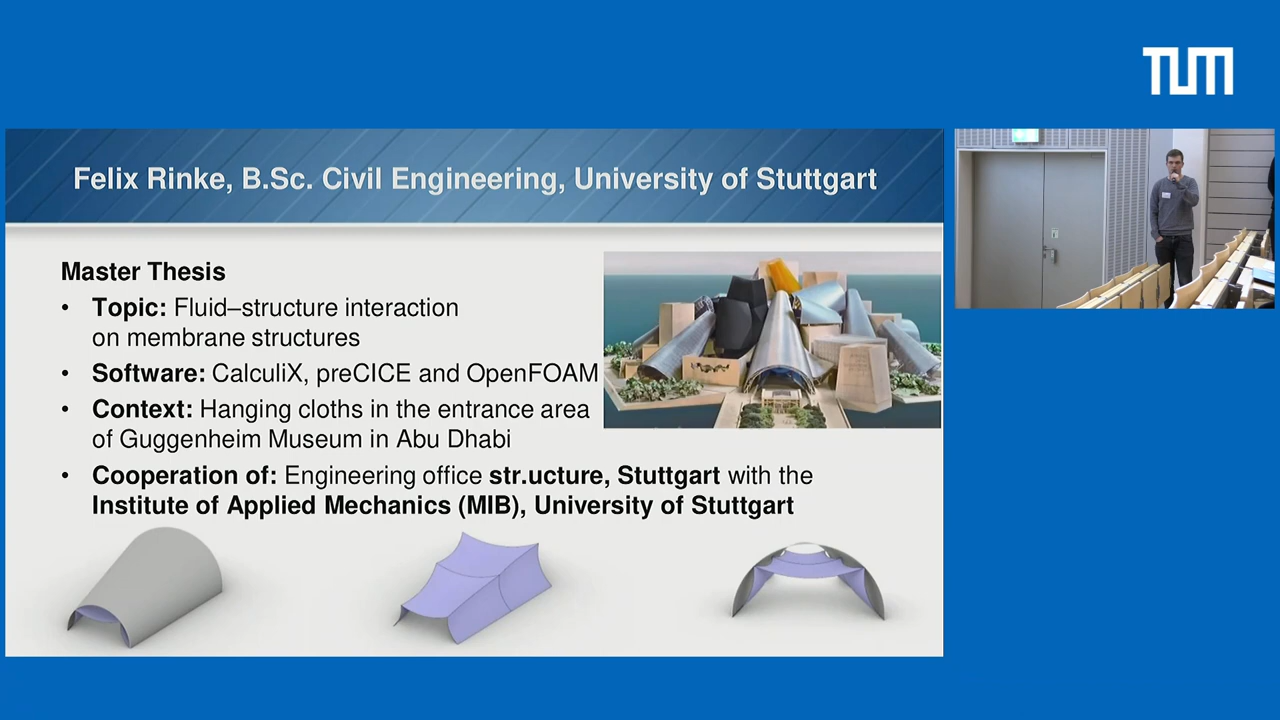 TUM
Felix Rinke, B.Sc. Civil Engineering, University of Stuttgart
Master Thesis
• Topic: Fluid–structure interaction
on membrane structures
• Software: CalculiX, preCICE and OpenFOAM
• Context: Hanging cloths in the entrance area
of Guggenheim Museum in Abu Dhabi
• Cooperation of: Engineering office str.ucture, Stuttgart with the
Institute of Applied Mechanics (MIB), University of Stuttgart